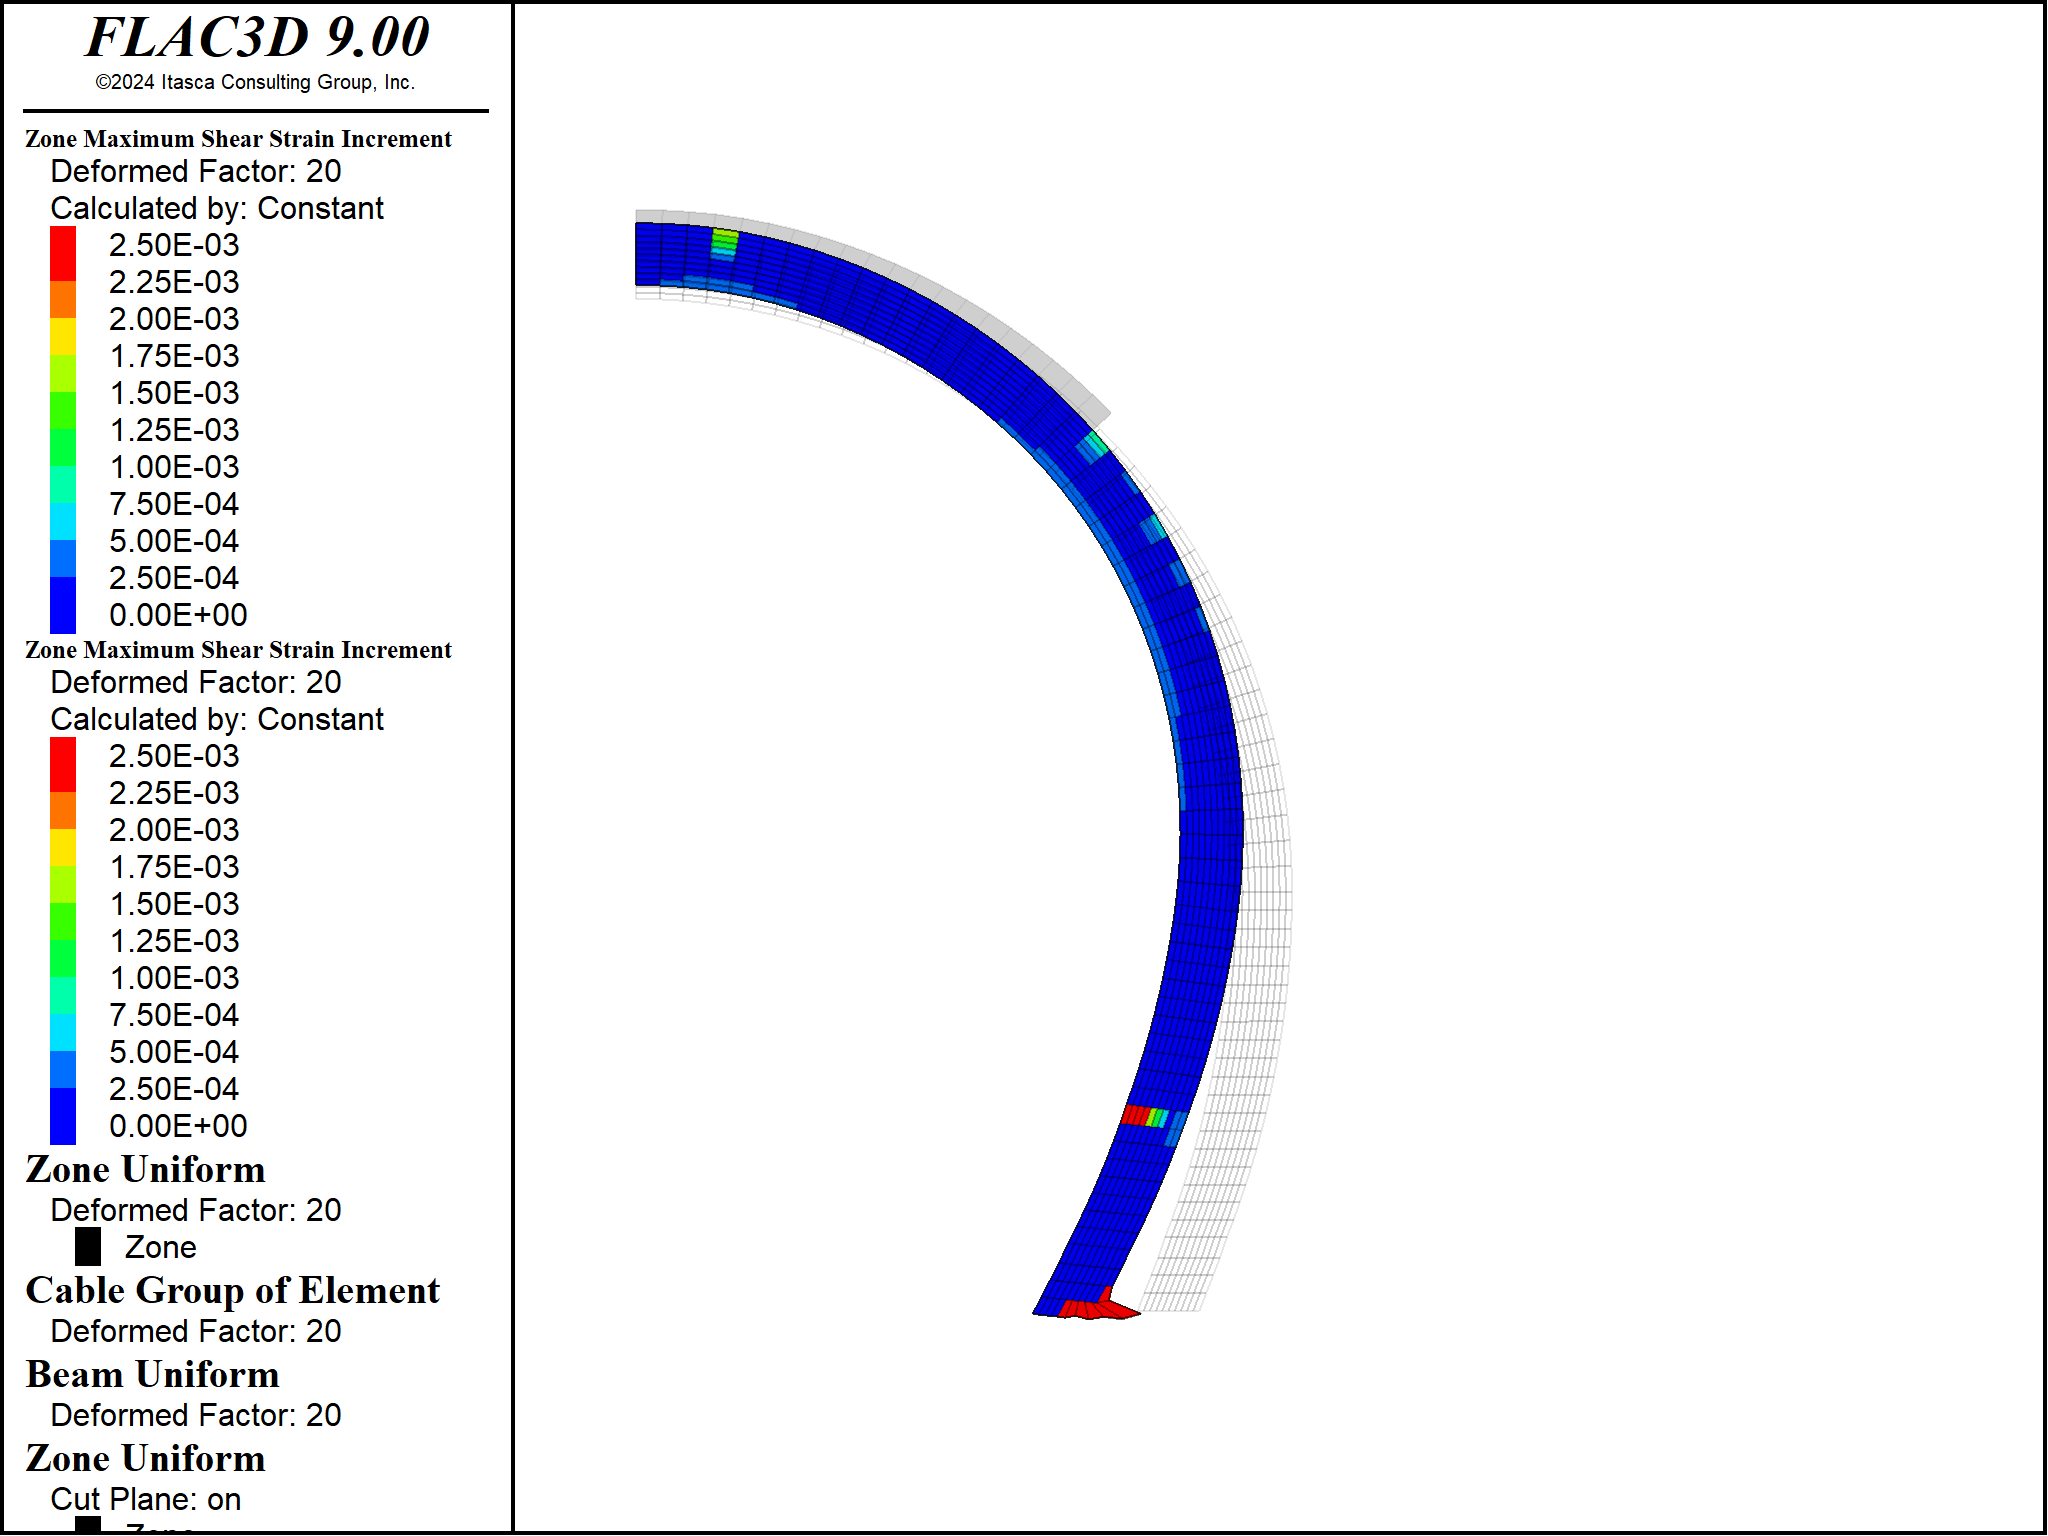 FLAC3D 9.00
©2024 Itasca Consulting Group, Inc.
Zone Maximum Shear Strain Increment
Deformed Factor: 20
Calculated by: Constant
2.50E-03
2.25E-03
2.00E-03
1.75E-03
1.50E-03
1.25E-03
1.00E-03
7.50E-04
5.00E-04
2.50E-04
0.00E+00
Zone Maximum Shear Strain Increment
Deformed Factor: 20
Calculated by: Constant
2.50E-03
2.25E-03
2.00E-03
1.75E-03
1.50E-03
1.25E-03
1.00E-03
7.50E-04
5.00E-04
2.50E-04
0.00E+00
Zone Uniform
Deformed Factor: 20
Zone
Cable Group of Element
Deformed Factor: 20
Beam Uniform
Deformed Factor: 20
Zone Uniform
Cut Plane: on